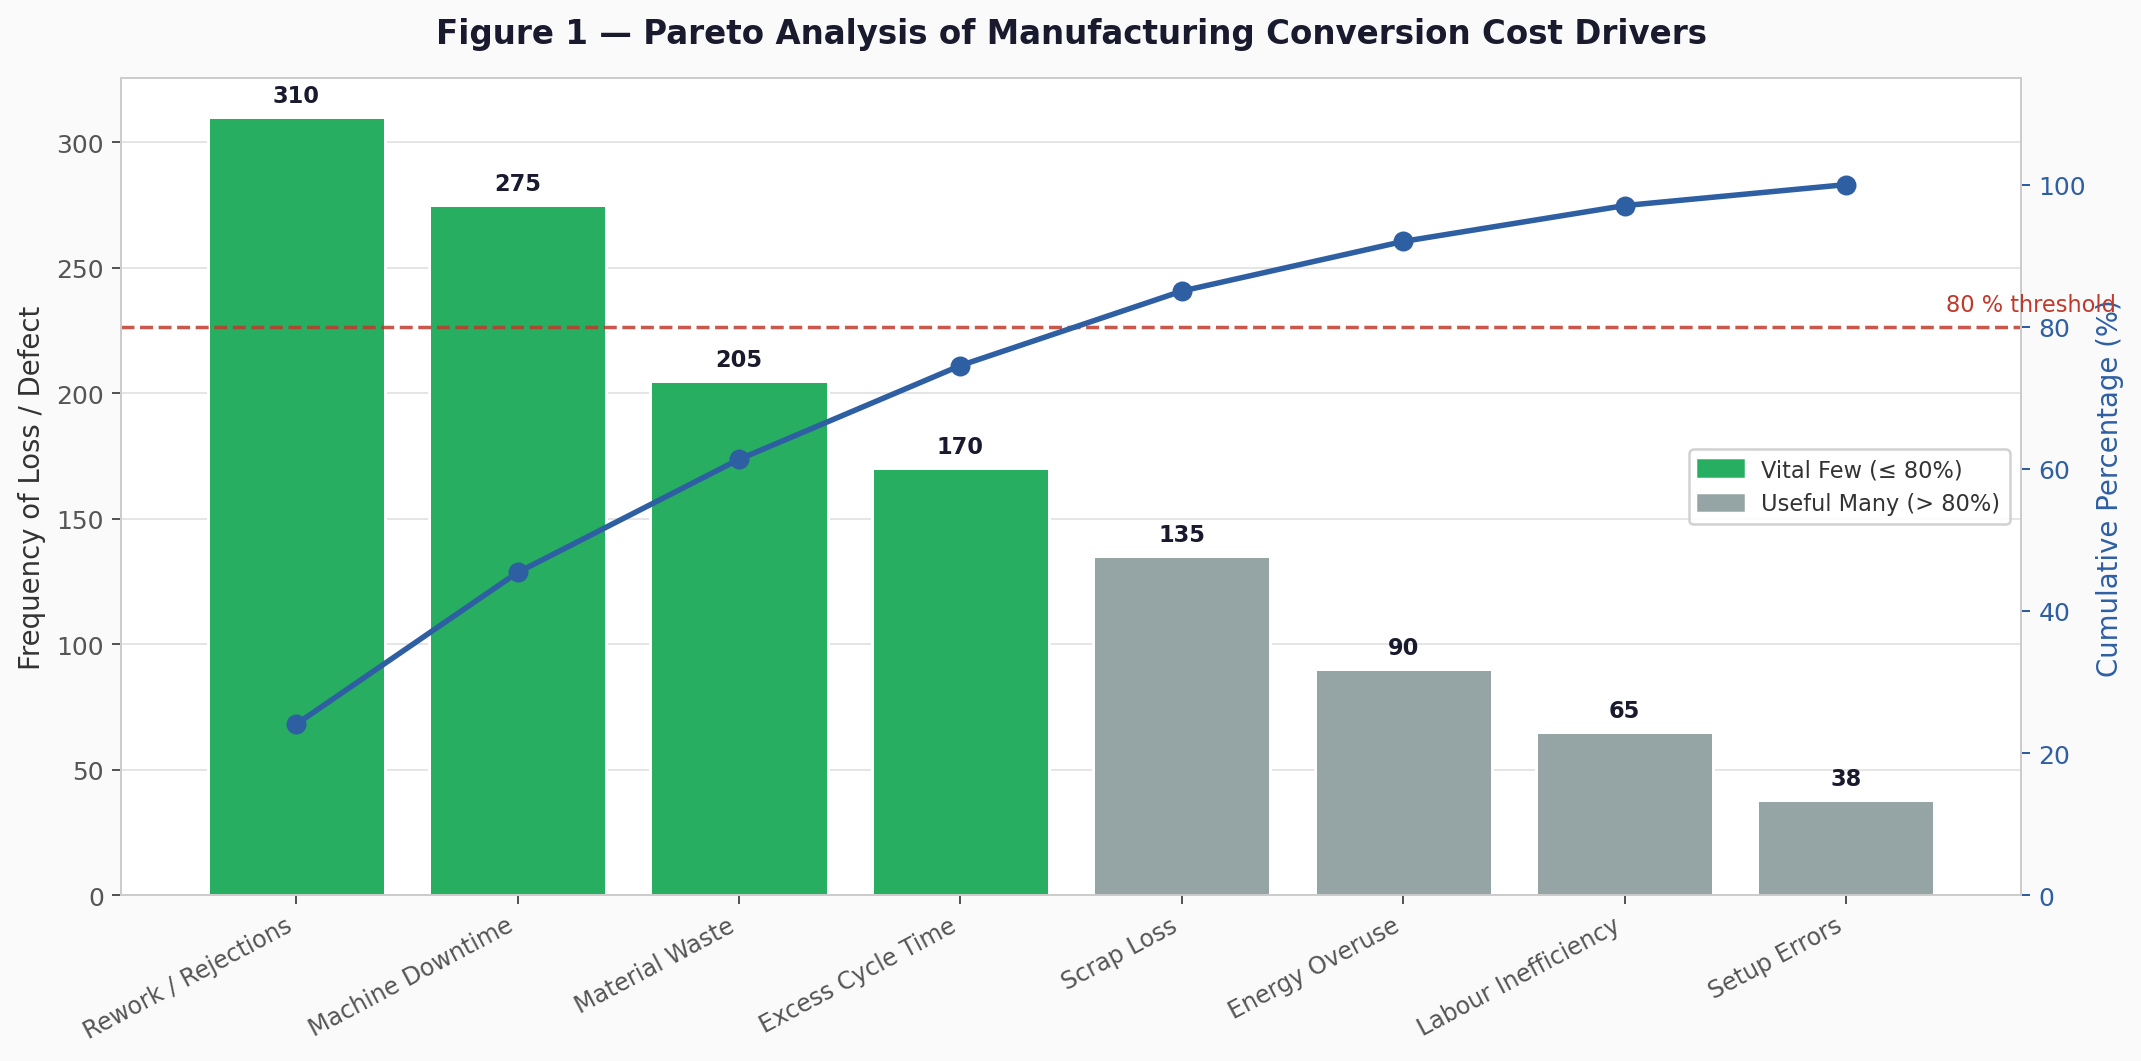 Figure 1 — Pareto Analysis of Manufacturing Conversion Cost Drivers
Frequency of Loss / Defect
300
250
200
150
100
50
0
310
275
205
170
135
90
65
38
80 % threshold
100
80
60
40
20
0
Cumulative Percentage (%)
Vital Few (≤ 80%)
Useful Many (> 80%)
Rework / Rejections
Machine Downtime
Material Waste
Excess Cycle Time
Scrap Loss
Energy Overuse
Labour Inefficiency
Setup Errors